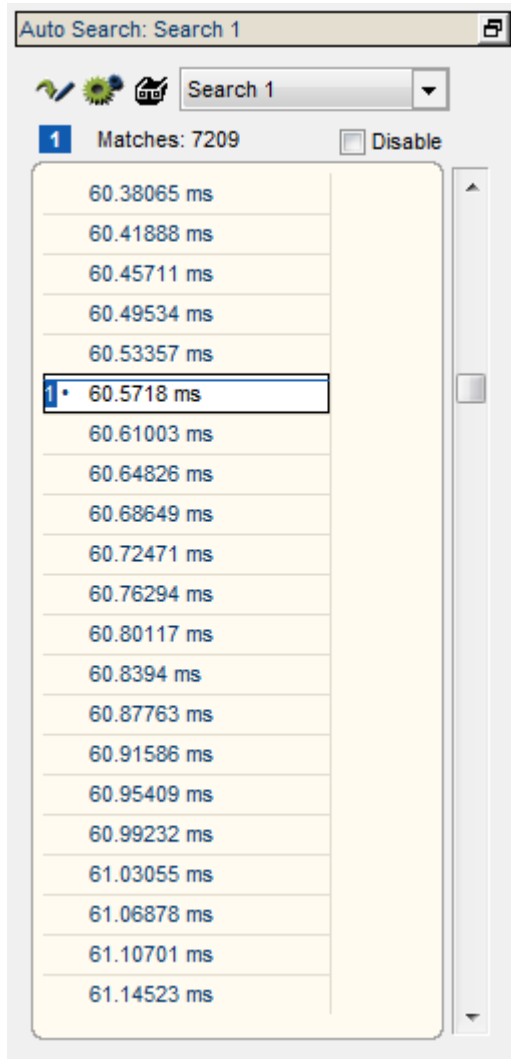 Auto Search: Search 1
Search 1
1 Matches: 7209 Disable
60.38065 ms
60.41888 ms
60.45711 ms
60.49534 ms
60.53357 ms
1 • 60.5718 ms
60.61003 ms
60.64826 ms
60.68649 ms
60.72471 ms
60.76294 ms
60.80117 ms
60.8394 ms
60.87763 ms
60.91586 ms
60.95409 ms
60.99232 ms
61.03055 ms
61.06878 ms
61.10701 ms
61.14523 ms